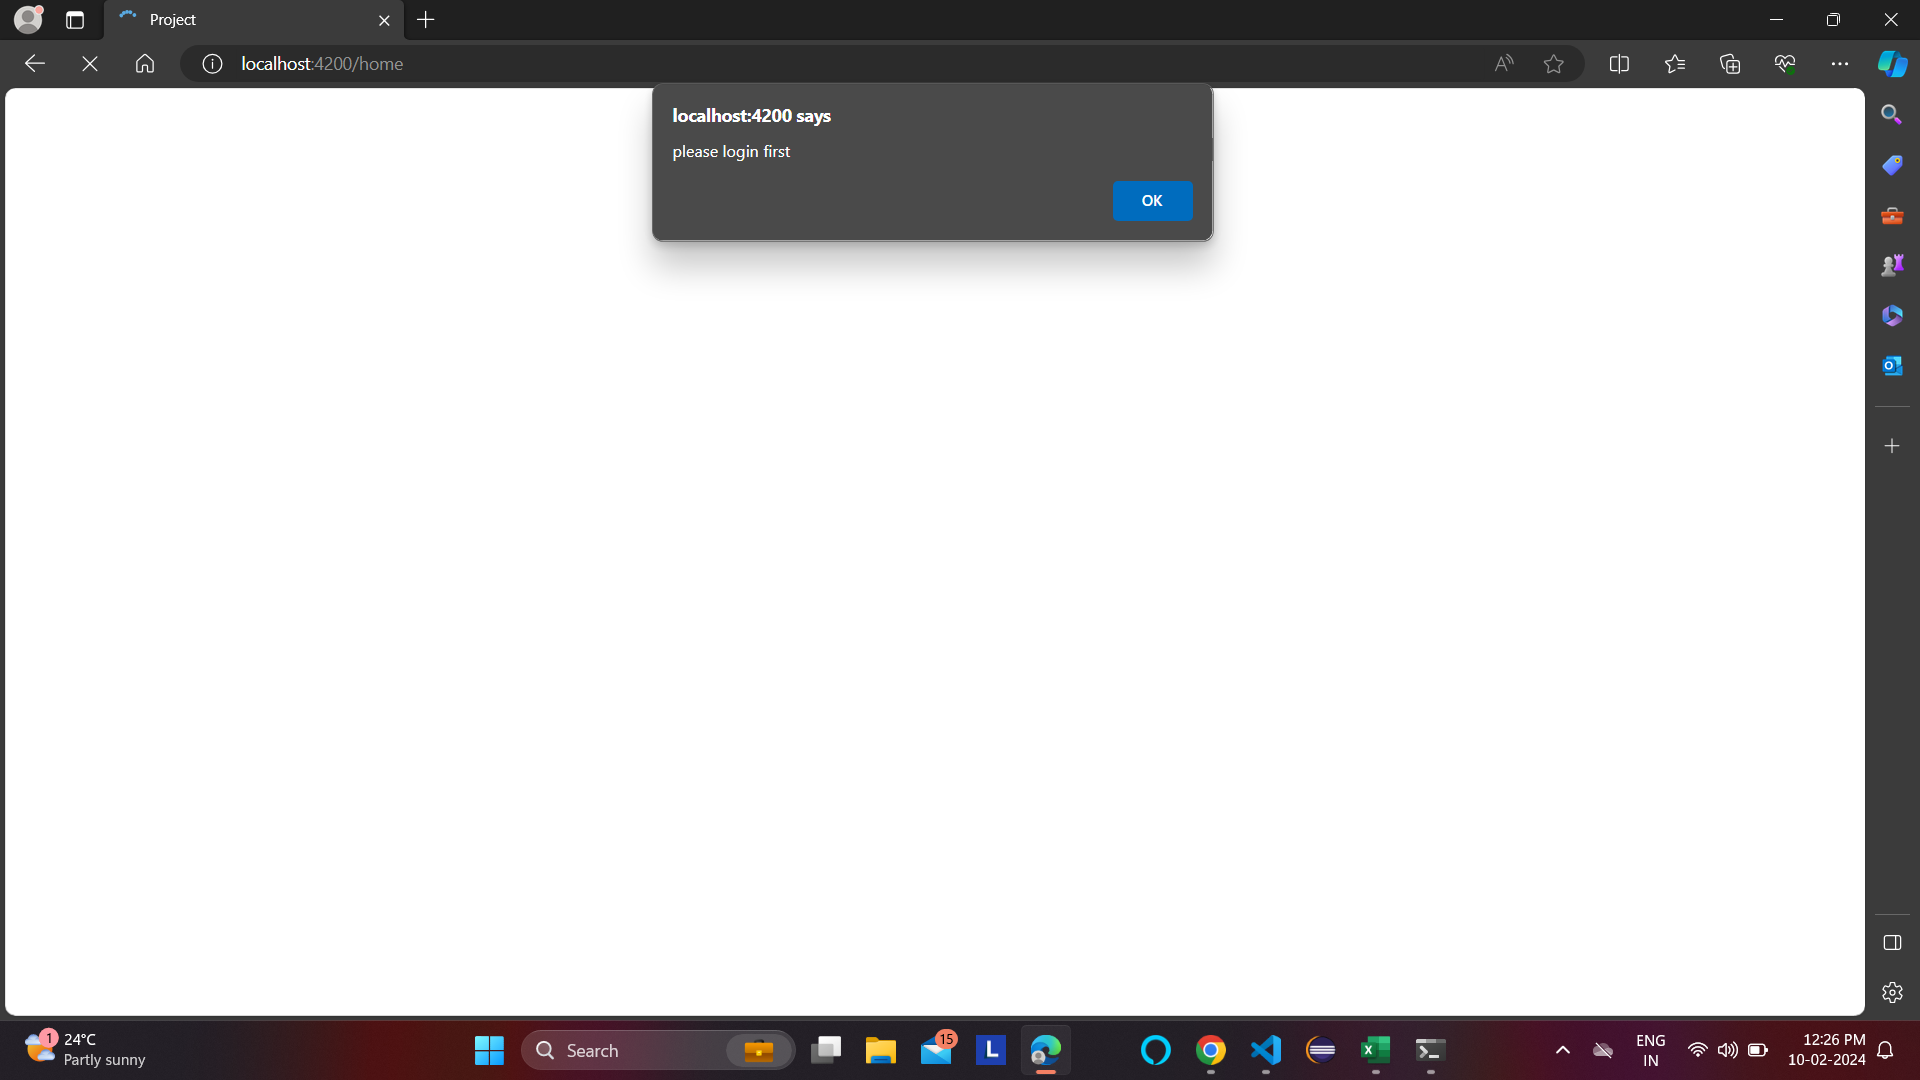 Project
localhost:4200/home
localhost:4200 says
please login first
OK
1
24°C
Partly sunny
Search
15
L
ENG
IN
12:26 PM
10-02-2024